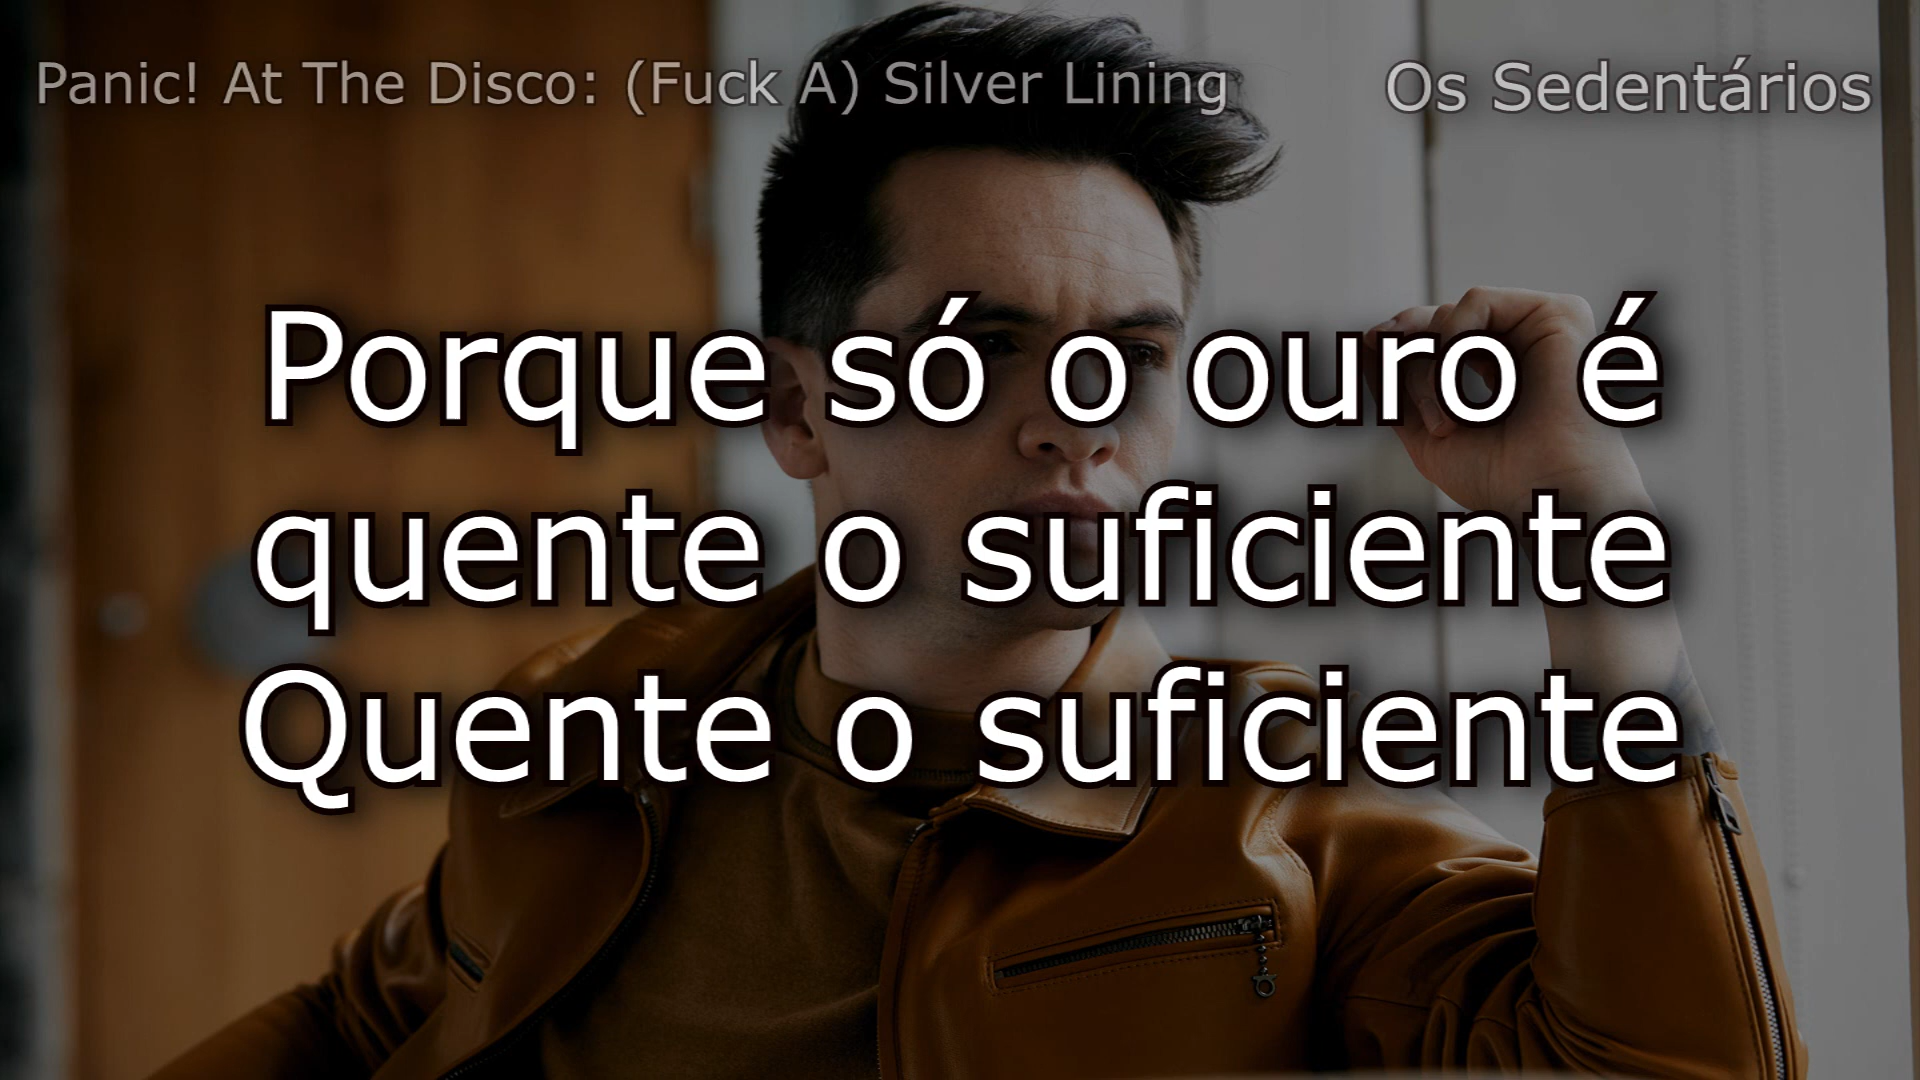 Panic! At The Disco: (Fuck A) Silver Lining
Os Sedentários
Porque só o ouro é
quente o suficiente
Quente o suficiente